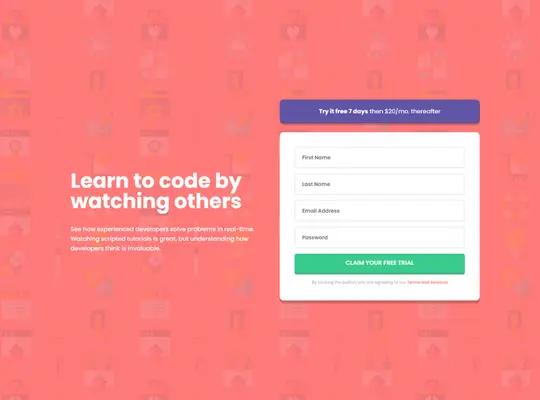 Learn to code by
watching others
See how experienced developers solve problems in real-time.
Watching scripted tutorials is great, but understanding how
developers think is invaluable.
Try it free 7 days then $20/mo. thereafter
First Name
Last Name
Email Address
Password
CLAIM YOUR FREE TRIAL
By clicking the button, you are agreeing to our Terms and Services